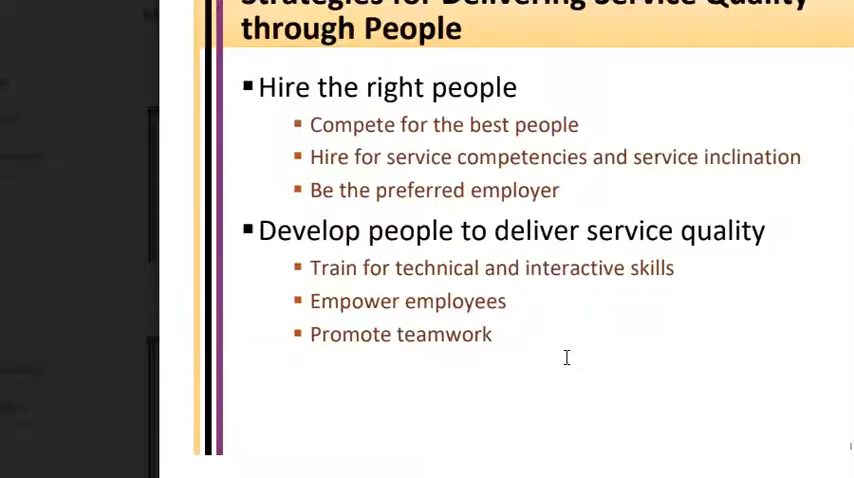 Strategies for Delivering Service Quality
through People
▪Hire the right people
▪ Compete for the best people
▪ Hire for service competencies and service inclination
▪ Be the preferred employer
▪Develop people to deliver service quality
▪ Train for technical and interactive skills
▪ Empower employees
▪ Promote teamwork